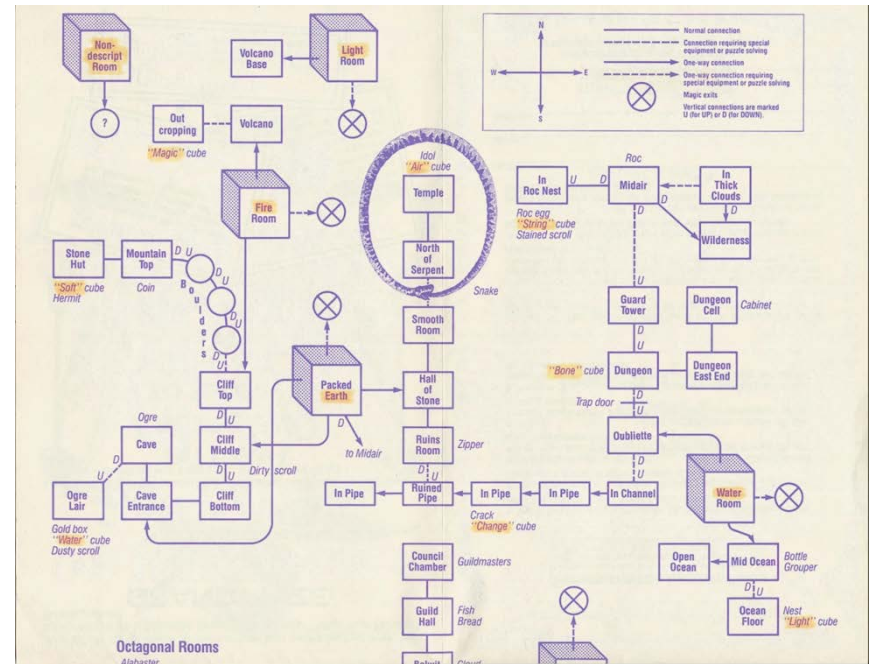 Non-
descript
Room
?
Volcano
Base
Light
Room
N
W
E
S
Normal connection
Connection requiring special
equipment or puzzle solving
One-way connection
One-way connection requiring
special equipment or puzzle solving
Magic exits
Vertical connections are marked
U (for UP) or D (for DOWN).
Out
cropping
Volcano
"Magic" cube
Fire
Room
Idol
"Air" cube
Temple
North
of
Serpent
Snake
Smooth
Room
Hall
of
Stone
Ruins
Room
Zipper
D
U
Roc
In
Roc Nest
U
D
Midair
In
Thick
Clouds
D
D
D
Wilderness
Roc egg
"String" cube
Stained scroll
U
Guard
Tower
D
U
Dungeon
Cell
Cabinet
"Bone" cube
Dungeon
Dungeon
East End
Trap door
D
U
Oubliette
D
U
Stone
Hut
Mountain
Top
D
U
"Soft" cube
Hermit
Coin
Boulders
D
U
D
U
D
U
Cliff
Top
D
U
Packed
Earth
D
to Midair
Ogre
Cave
Cliff
Middle
Dirty scroll
D
U
D
U
Ogre
Lair
Cave
Entrance
Cliff
Bottom
Gold box
"Water" cube
Dusty scroll
In Pipe
Ruined
Pipe
In Pipe
In Pipe
In Channel
Crack
"Change" cube
Water
Room
Open
Ocean
Mid Ocean
Bottle
Grouper
D
U
Ocean
Floor
Nest
"Light" cube
Council
Chamber
Guildmasters
Guild
Hall
Fish
Bread
Octagonal Rooms
Alabaster